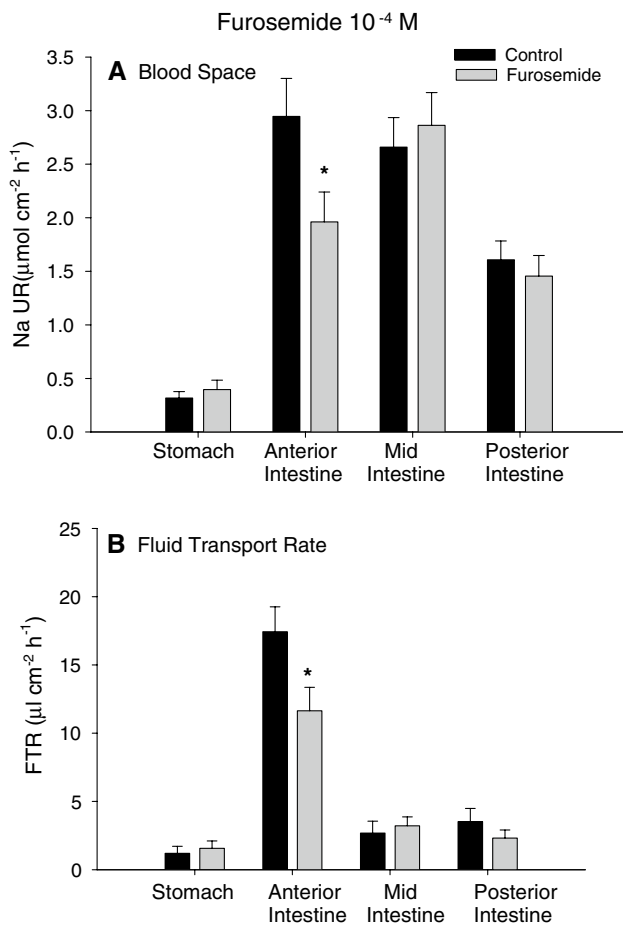 Furosemide 10⁻⁴ M
A Blood Space
Control
Furosemide
Na UR(μmol cm⁻² h⁻¹)
3.5
3.0
2.5
2.0
1.5
1.0
0.5
0.0
*
Stomach
Anterior
Intestine
Mid
Intestine
Posterior
Intestine
B Fluid Transport Rate
FTR (μl cm⁻² h⁻¹)
25
20
15
10
5
0
*
Stomach
Anterior
Intestine
Mid
Intestine
Posterior
Intestine